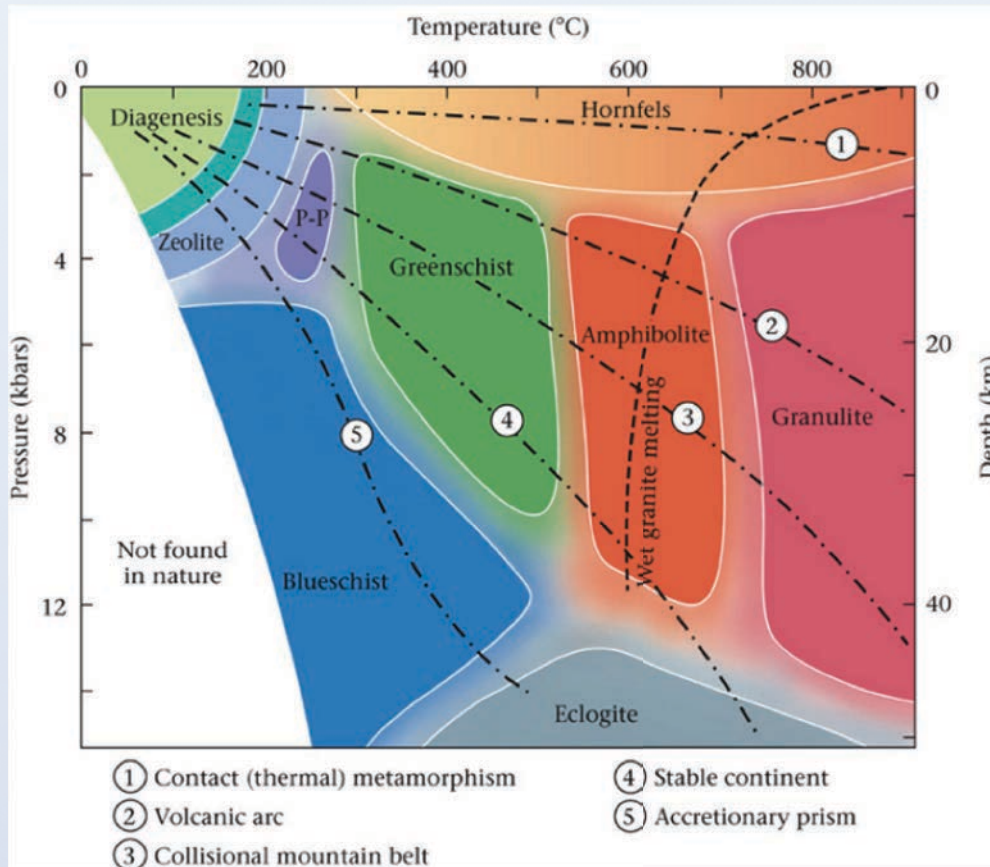 Temperature (°C)
0 200 400 600 800
0 0
Diagenesis
Hornfels
1
P-P
Zeolite
4
Greenschist
Amphibolite
2
20
Pressure (kbars)
Depth (km)
3
4
Granulite
5
8
Wet granite melting
Not found
in nature
Blueschist
12 40
Eclogite
1 Contact (thermal) metamorphism
2 Volcanic arc
3 Collisional mountain belt
4 Stable continent
5 Accretionary prism